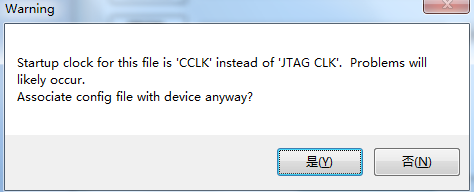 Warning
Startup clock for this file is 'CCLK' instead of 'JTAG CLK'.  Problems will
likely occur.
Associate config file with device anyway?
是(Y)
否(N)